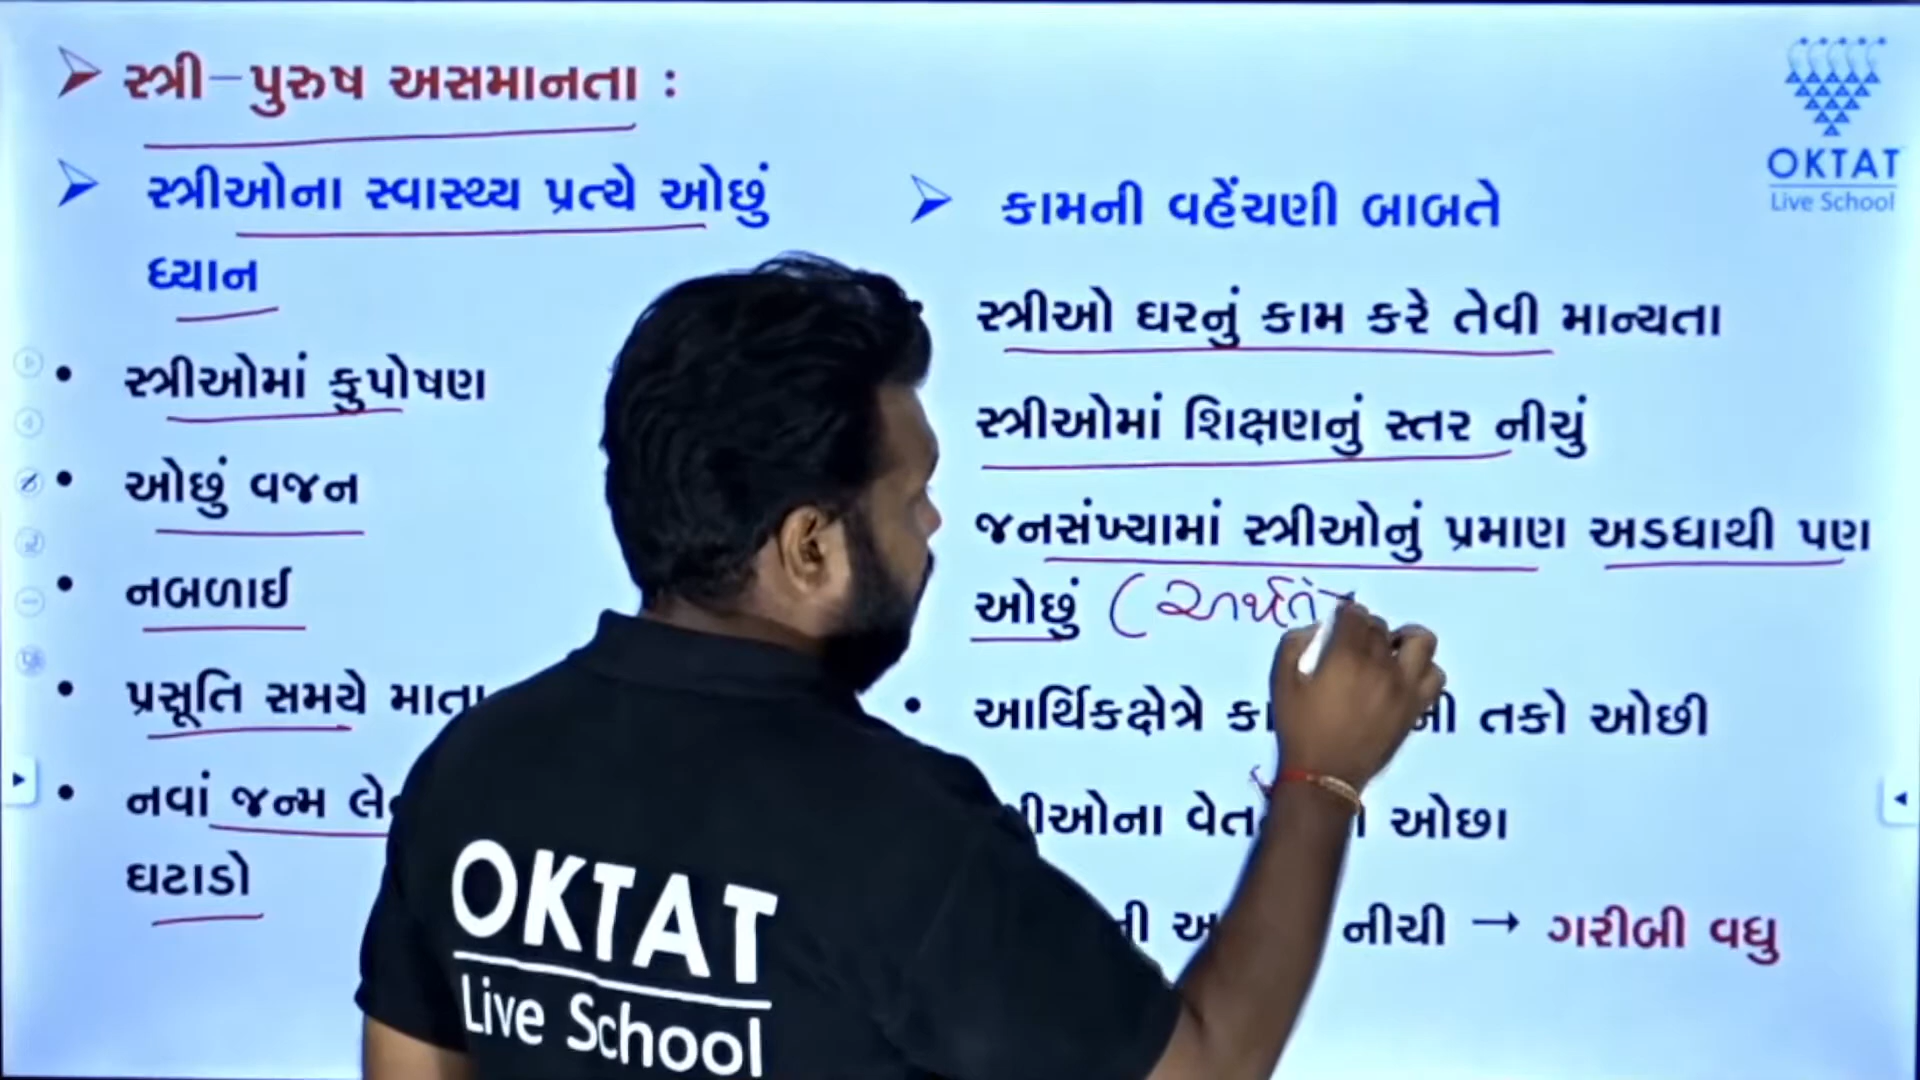 સ્ત્રી-પુરુષ અસમાનતા :
સ્ત્રીઓના સ્વાસ્થ્ય પ્રત્યે ઓછું
ધ્યાન
• સ્ત્રીઓમાં કુપોષણ
• ઓછું વજન
• નબળાઈ
• પ્રસૂતિ સમયે
• નવાં જન્મ
ઘટાડો
કામની વહેંચણી બાબતે
સ્ત્રીઓ ઘરનું કામ કરે તેવી માન્યતા
સ્ત્રીઓમાં શિક્ષણનું સ્તર નીચું
જનસંખ્યામાં સ્ત્રીઓનું પ્રમાણ અડધાથી પણ
ઓછું (
• આર્થિકક્ષેત્રે તકો ઓછી
ઓછા
નીચી → ગરીબી વધુ
OKTAT
Live School
OKTAT
Live School